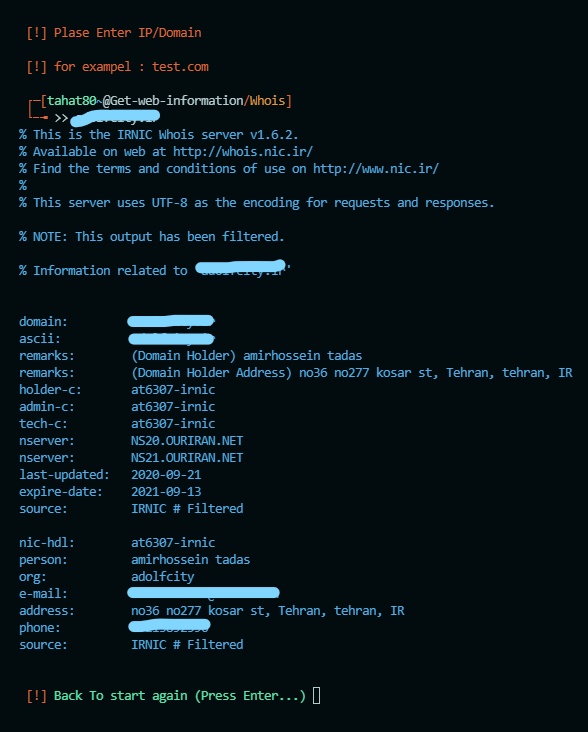 [!] Plase Enter IP/Domain
[!] for exampel : test.com
[tahat80~@Get-web-information/Whois]
>>
% This is the IRNIC Whois server v1.6.2.
% Available on web at http://whois.nic.ir/
% Find the terms and conditions of use on http://www.nic.ir/
%
% This server uses UTF-8 as the encoding for requests and responses.
% NOTE: This output has been filtered.
% Information related to
domain:
ascii:
remarks: (Domain Holder) amirhossein tadas
remarks: (Domain Holder Address) no36 no277 kosar st, Tehran, tehran, IR
holder-c: at6307-irnic
admin-c: at6307-irnic
tech-c: at6307-irnic
nserver: NS20.OURIRAN.NET
nserver: NS21.OURIRAN.NET
last-updated: 2020-09-21
expire-date: 2021-09-13
source: IRNIC # Filtered
nic-hdl: at6307-irnic
person: amirhossein tadas
org: adolfcity
e-mail:
address: no36 no277 kosar st, Tehran, tehran, IR
phone:
source: IRNIC # Filtered
[!] Back To start again (Press Enter...)